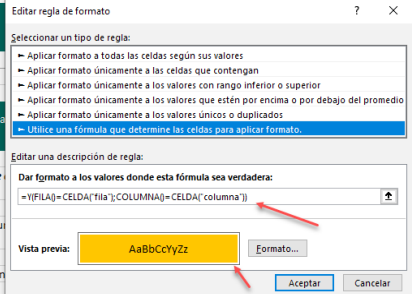 Editar regla de formato
?
Seleccionar un tipo de regla:
► Aplicar formato a todas las celdas según sus valores
► Aplicar formato únicamente a las celdas que contengan
► Aplicar formato únicamente a los valores con rango inferior o superior
► Aplicar formato únicamente a los valores que estén por encima o por debajo del promedio
► Aplicar formato únicamente a los valores únicos o duplicados
► Utilice una fórmula que determine las celdas para aplicar formato.
Editar una descripción de regla:
Dar formato a los valores donde esta fórmula sea verdadera:
=Y(FILA()=CELDA("fila");COLUMNA()=CELDA("columna"))
Vista previa:
AaBbCcYyZz
Formato...
Aceptar
Cancelar